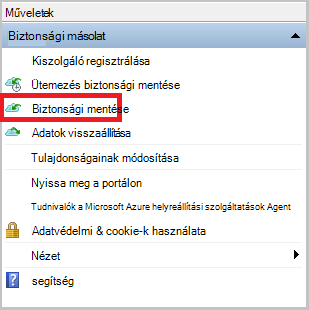 Műveletek
Biztonsági másolat
Kiszolgáló regisztrálása
Ütemezés biztonsági mentése
Biztonsági mentése
Adatok visszaállítása
Tulajdonságainak módosítása
Nyissa meg a portálon
Tudnivalók a Microsoft Azure helyreállítási szolgáltatások Agent
Adatvédelmi & cookie-k használata
Nézet
segítség